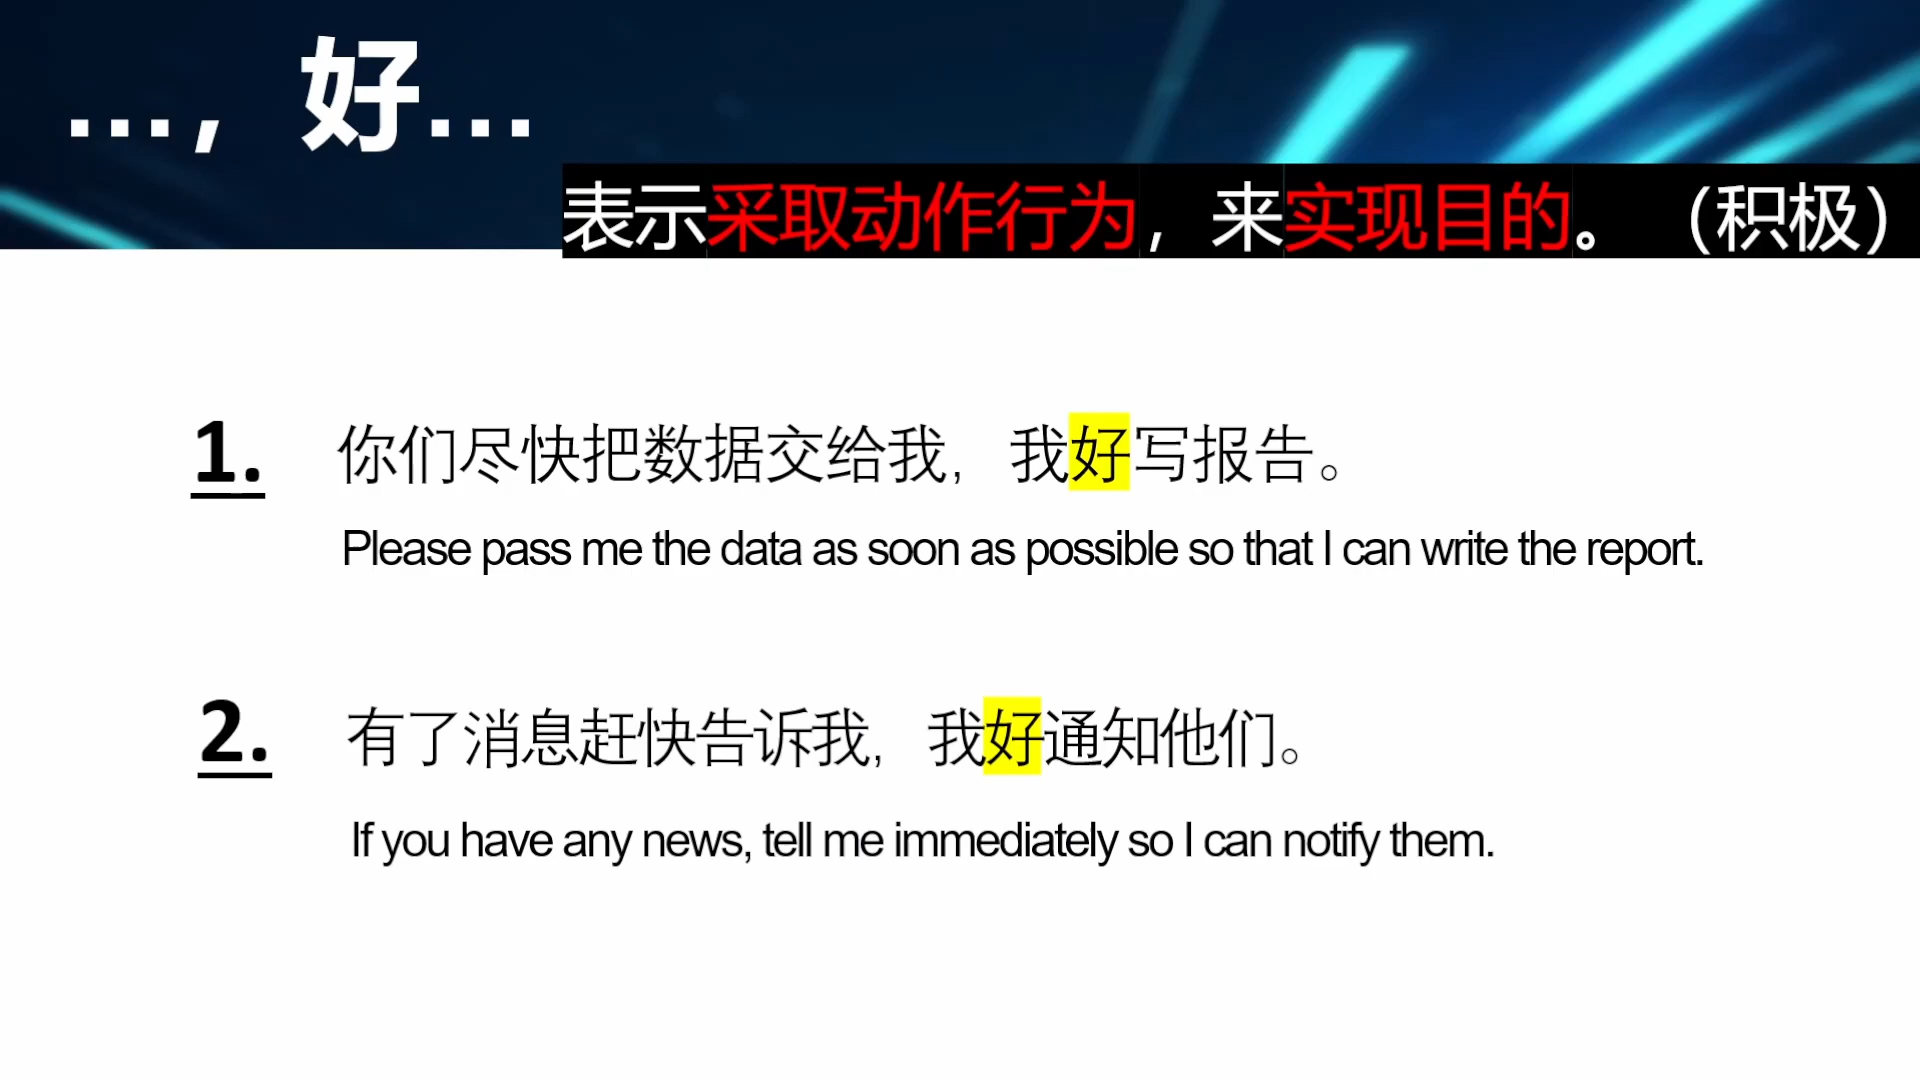 …，好…
表示采取动作行为，来实现目的。（积极）
1. 你们尽快把数据交给我，我好写报告。
Please pass me the data as soon as possible so that I can write the report.
2. 有了消息赶快告诉我，我好通知他们。
If you have any news, tell me immediately so I can notify them.